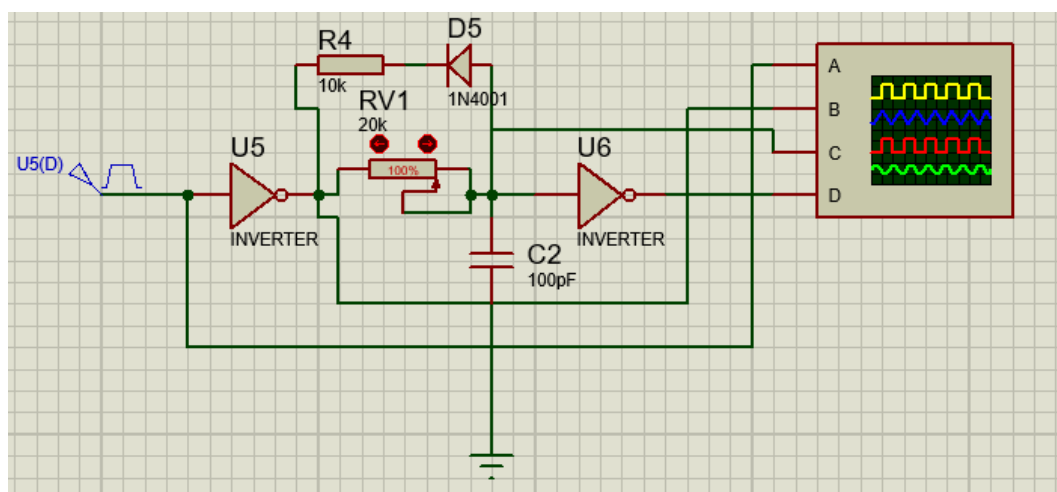 R4
10k
D5
1N4001
RV1
20k
100%
U5(D)
U5
INVERTER
U6
INVERTER
C2
100pF
A
B
C
D